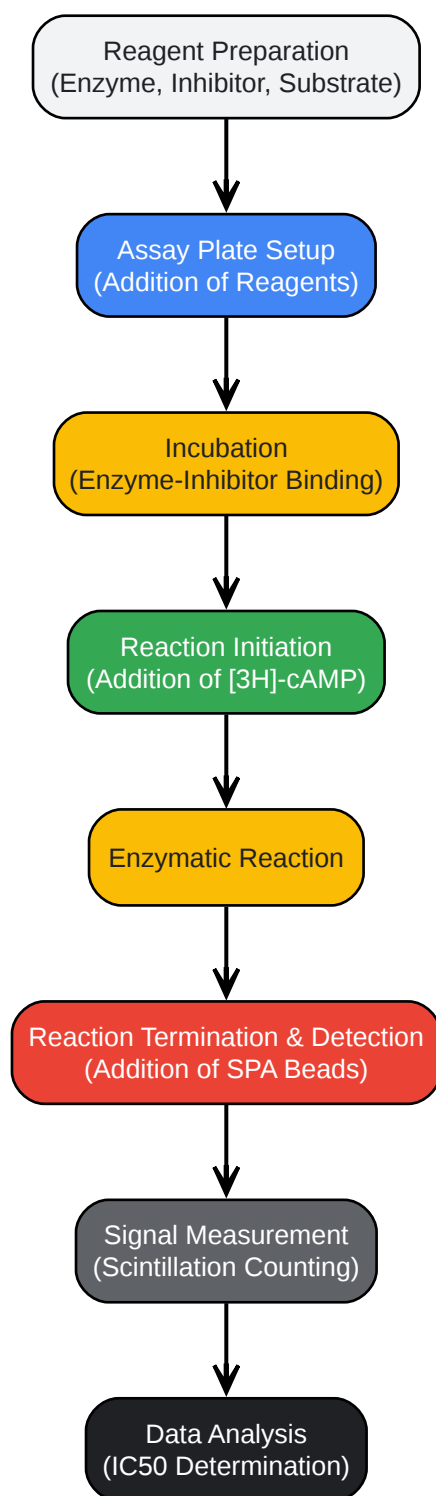 Reagent Preparation
(Enzyme, Inhibitor, Substrate)
Assay Plate Setup
(Addition of Reagents)
Incubation
(Enzyme-Inhibitor Binding)
Reaction Initiation
(Addition of [3H]-cAMP)
Enzymatic Reaction
Reaction Termination & Detection
(Addition of SPA Beads)
Signal Measurement
(Scintillation Counting)
Data Analysis
(IC50 Determination)